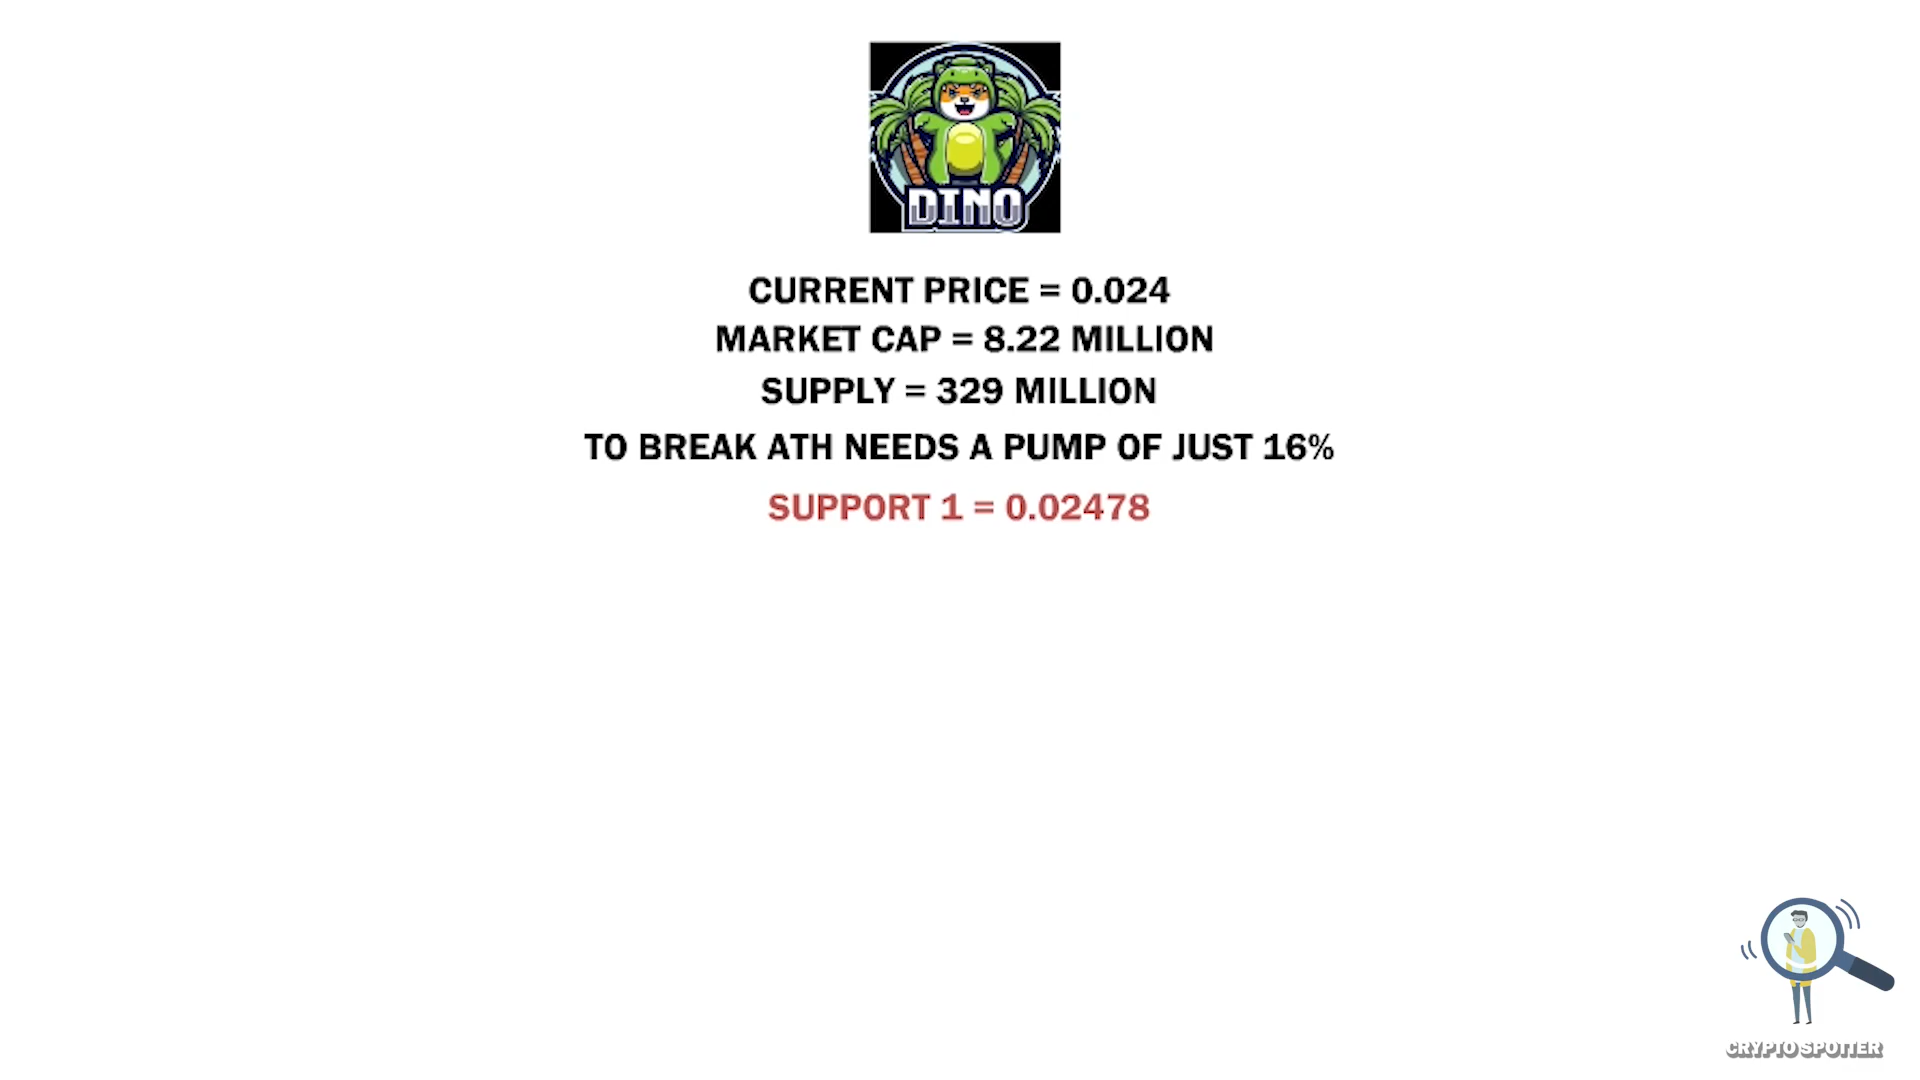 DINO
CURRENT PRICE = 0.024
MARKET CAP = 8.22 MILLION
SUPPLY = 329 MILLION
TO BREAK ATH NEEDS A PUMP OF JUST 16%
SUPPORT 1 = 0.02478
CRYPTO SPOTTER